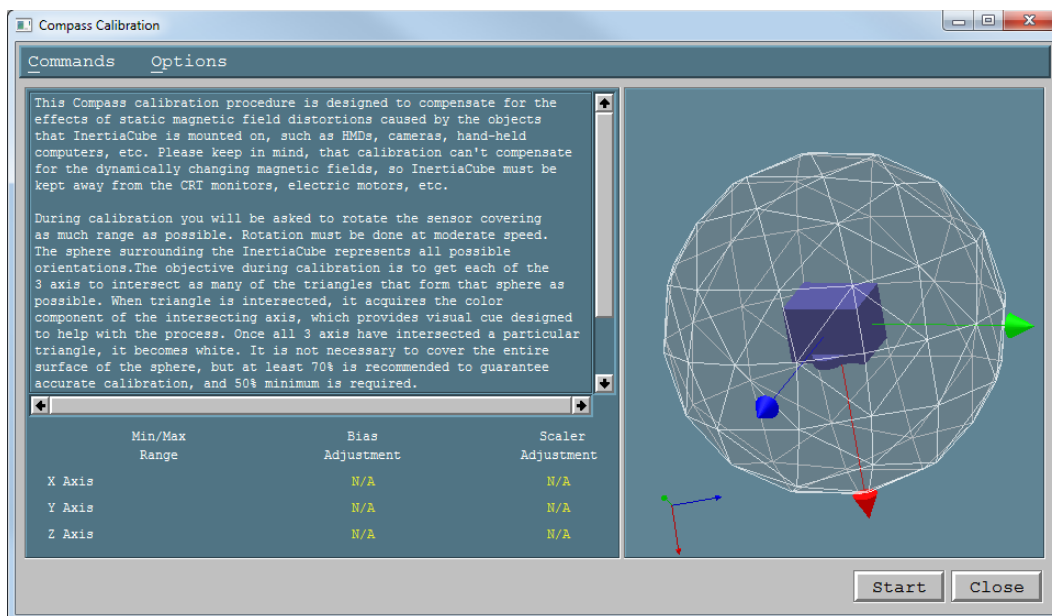 Compass Calibration
Commands Options
This Compass calibration procedure is designed to compensate for the
effects of static magnetic field distortions caused by the objects
that InertiaCube is mounted on, such as HMDs, cameras, hand-held
computers, etc. Please keep in mind, that calibration can't compensate
for the dynamically changing magnetic fields, so InertiaCube must be
kept away from the CRT monitors, electric motors, etc.
During calibration you will be asked to rotate the sensor covering
as much range as possible. Rotation must be done at moderate speed.
The sphere surrounding the InertiaCube represents all possible
orientations.The objective during calibration is to get each of the
3 axis to intersect as many of the triangles that form that sphere as
possible. When triangle is intersected, it acquires the color
component of the intersecting axis, which provides visual cue designed
to help with the process. Once all 3 axis have intersected a particular
triangle, it becomes white. It is not necessary to cover the entire
surface of the sphere, but at least 70% is recommended to guarantee
accurate calibration, and 50% minimum is required.
Min/Max Bias Scaler
Range Adjustment Adjustment
X Axis N/A N/A
Y Axis N/A N/A
Z Axis N/A N/A
Start Close